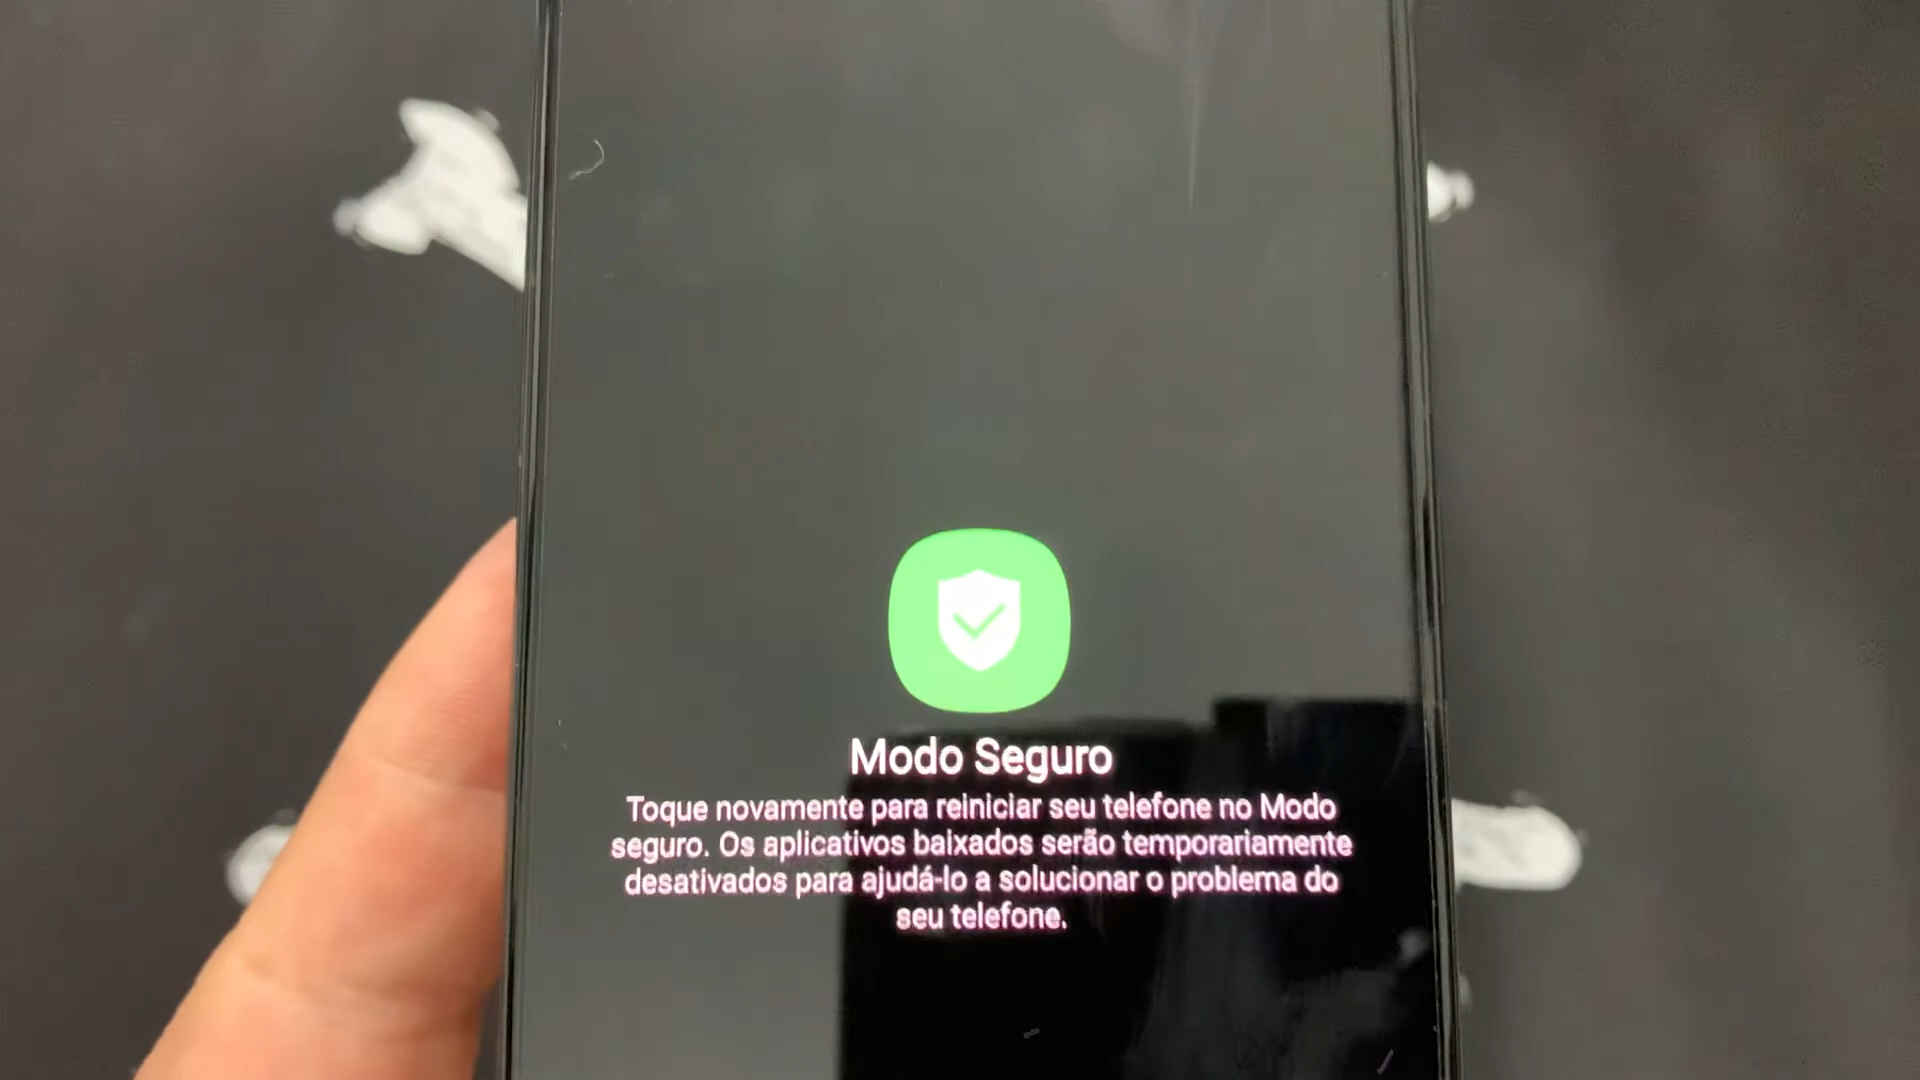 Modo Seguro
Toque novamente para reiniciar seu telefone no Modo
seguro. Os aplicativos baixados serão temporariamente
desativados para ajudá-lo a solucionar o problema do
seu telefone.